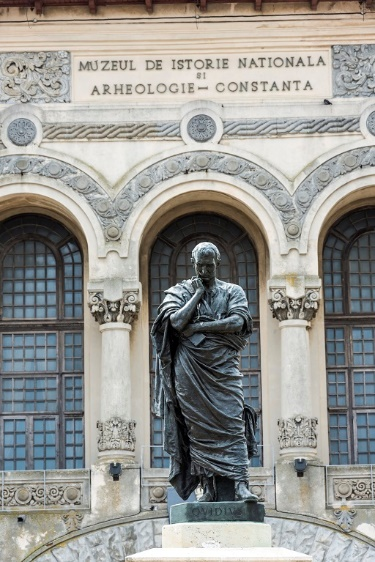 MUZEUL DE ISTORIE NATIONALA
SI
ARHEOLOGIE-CONSTANTA
OVIDIUS